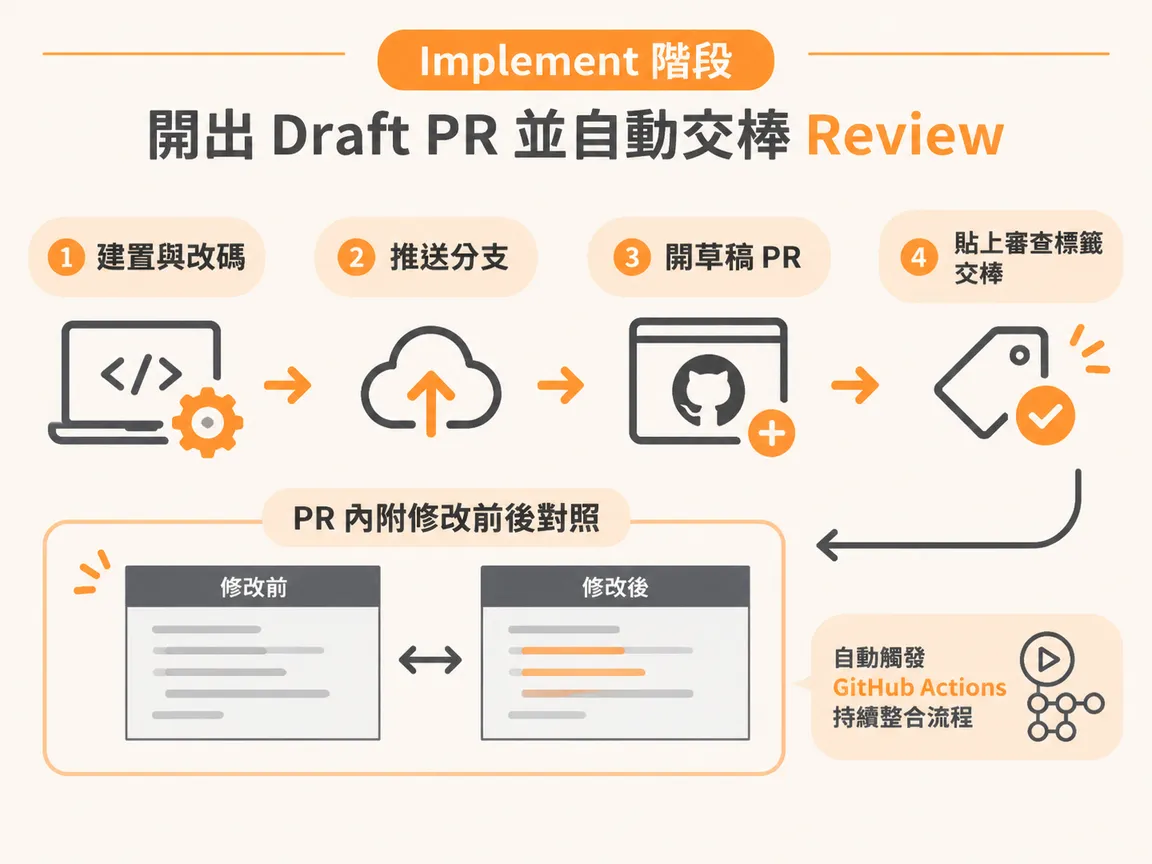 Implement 階段
開出 Draft PR 並自動交棒 Review
1 建置與改碼
2 推送分支
3 開草稿 PR
4 貼上審查標籤
交棒
</>
PR 內附修改前後對照
修改前
修改後
自動觸發
GitHub Actions
持續整合流程